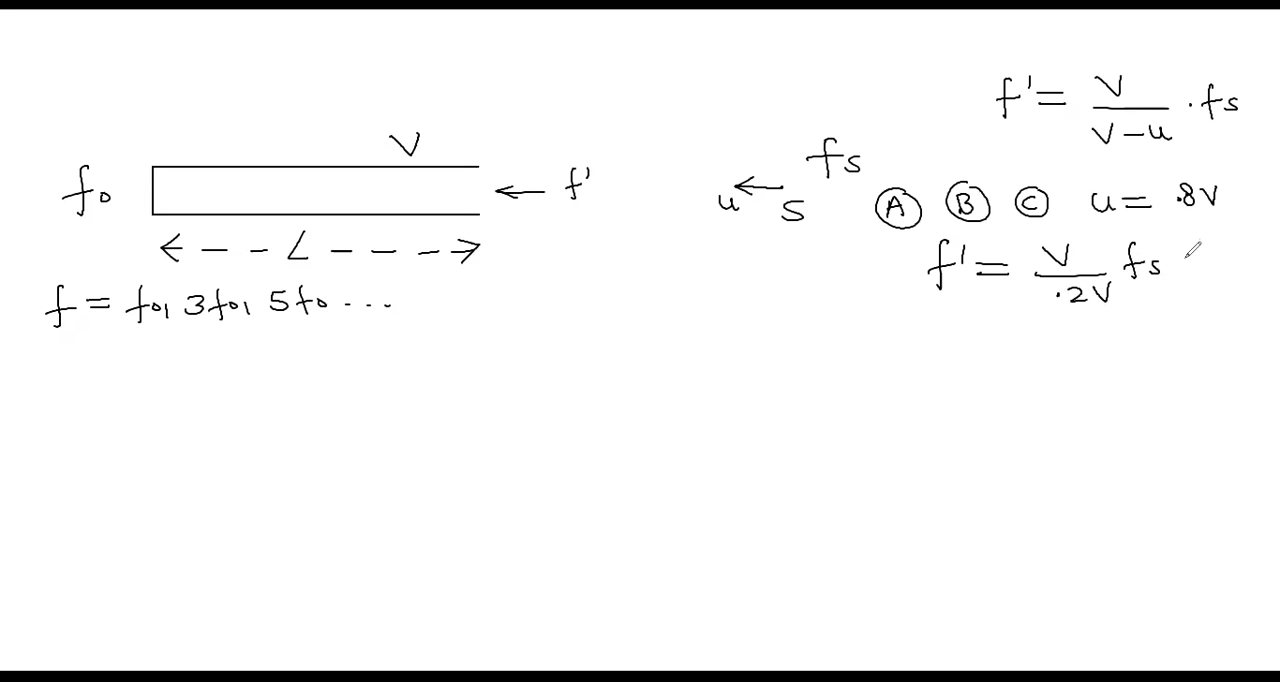 f' = V / (V - u) . fs
V
fs
f0
← f'
u ← S
A B C u = .8V
← - - L - - - →
f' = V / .2V fs
f = f0, 3f0, 5f0 ...